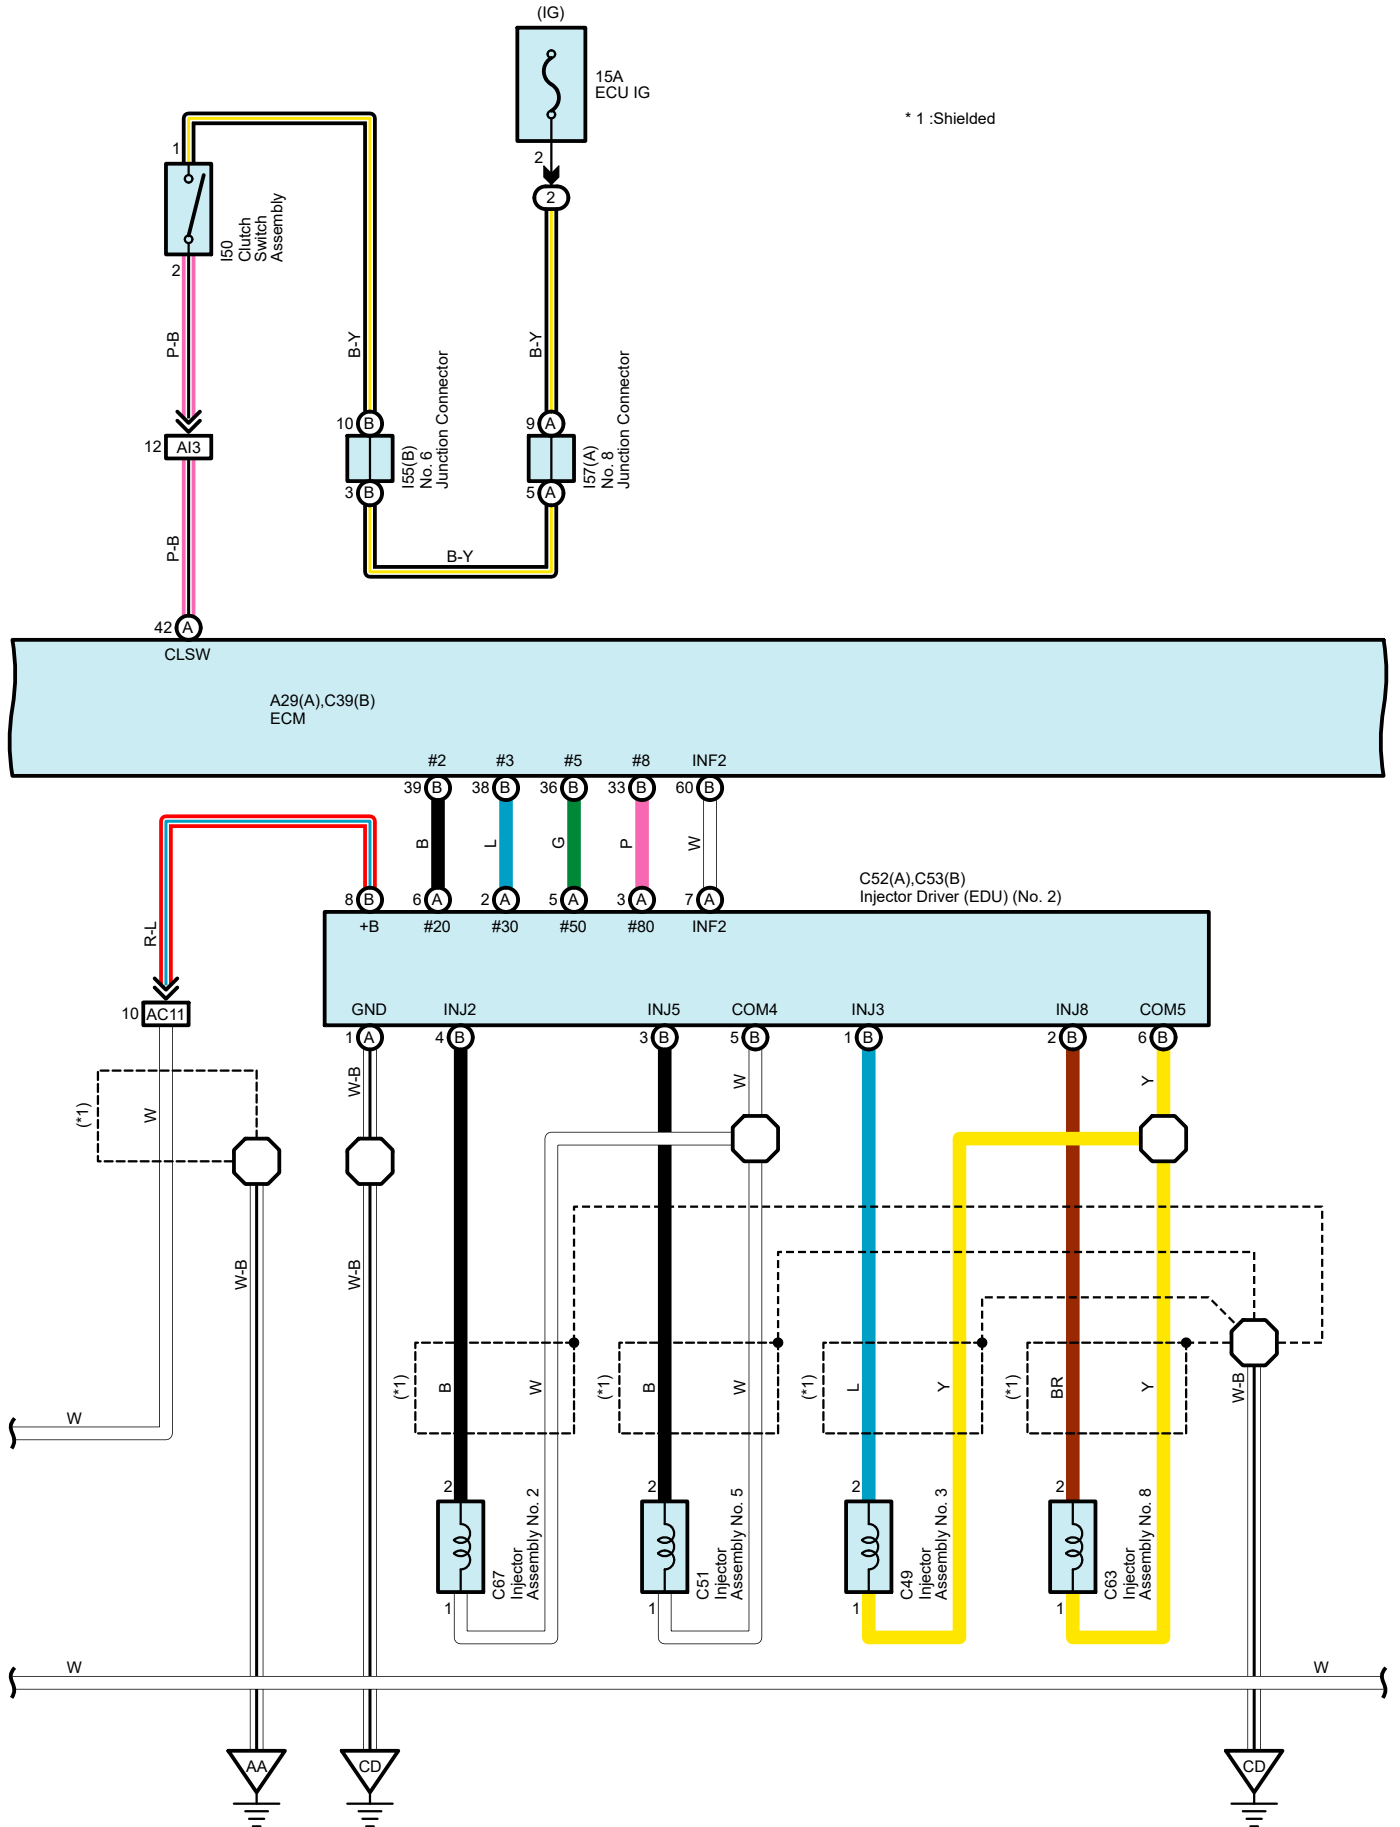 (IG)
15A
ECU IG
* 1 :Shielded
2
2
1
I50
Clutch
Switch
Assembly
2
P-B
B-Y
B-Y
12 AI3
10 B
I55(B)
No. 6
Junction Connector
3 B
9 A
I57(A)
No. 8
Junction Connector
5 A
B-Y
P-B
42 A
CLSW
A29(A),C39(B)
ECM
#2 #3 #5 #8 INF2
39 B 38 B 36 B 33 B 60 B
B L G P W
C52(A),C53(B)
Injector Driver (EDU) (No. 2)
8 B 6 A 2 A 5 A 3 A 7 A
+B #20 #30 #50 #80 INF2
R-L
10 AC11
GND INJ2 INJ5 COM4 INJ3 INJ8 COM5
1 A 4 B 3 B 5 B 1 B 2 B 6 B
W-B W Y
(*1) W
W-B W-B
(*1) B W (*1) B W (*1) L Y (*1) BR Y W-B
W
2 2 2 2
C67
Injector
Assembly No. 2
C51
Injector
Assembly No. 5
C49
Injector
Assembly No. 3
C63
Injector
Assembly No. 8
1 1 1 1
W W
AA CD CD